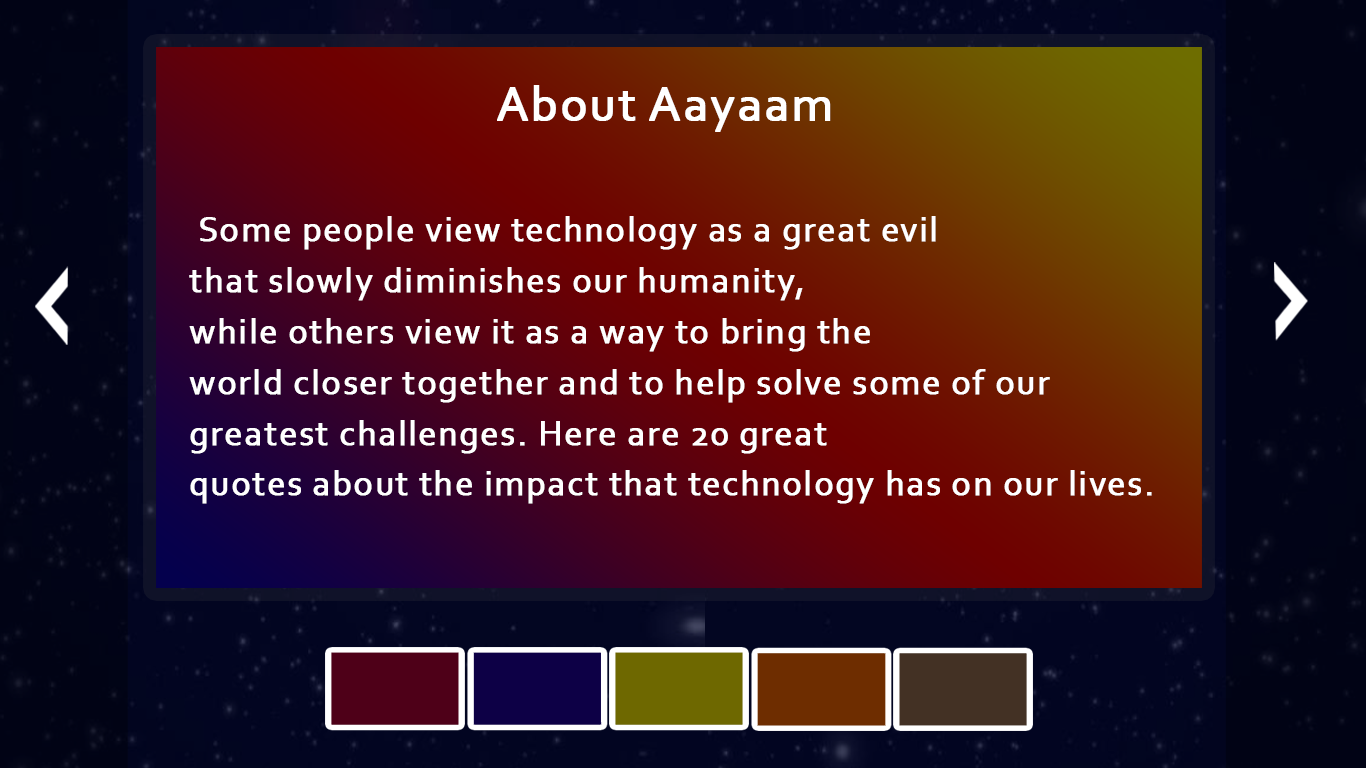 About Aayaam
Some people view technology as a great evil
that slowly diminishes our humanity,
while others view it as a way to bring the
world closer together and to help solve some of our
greatest challenges. Here are 20 great
quotes about the impact that technology has on our lives.